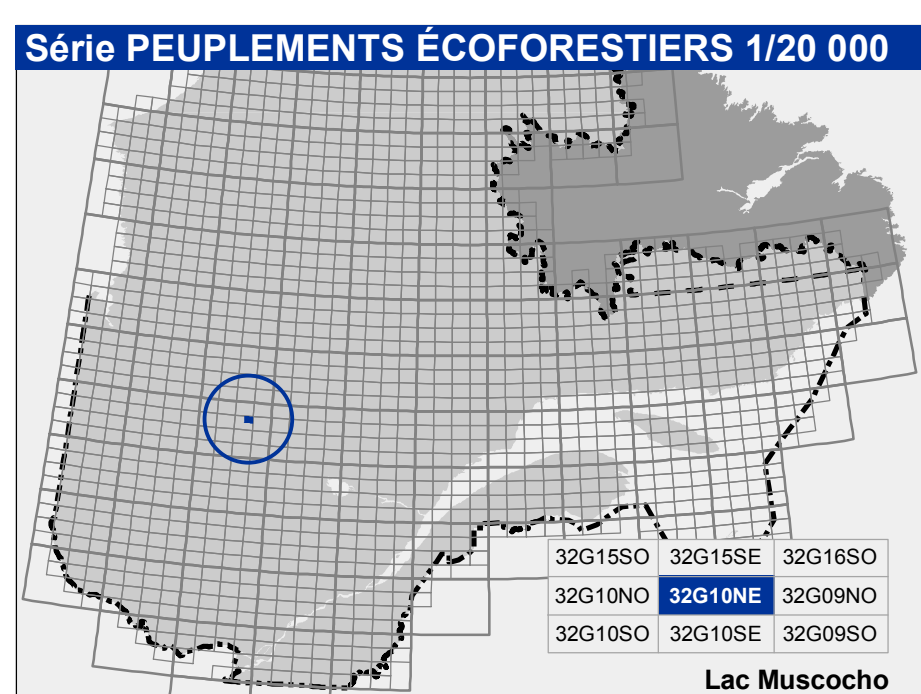 Série PEUPLEMENTS ÉCOFORESTIERS 1/20 000
32G15SO 32G15SE 32G16SO
32G10NO 32G10NE 32G09NO
32G10SO 32G10SE 32G09SO
Lac Muscocho